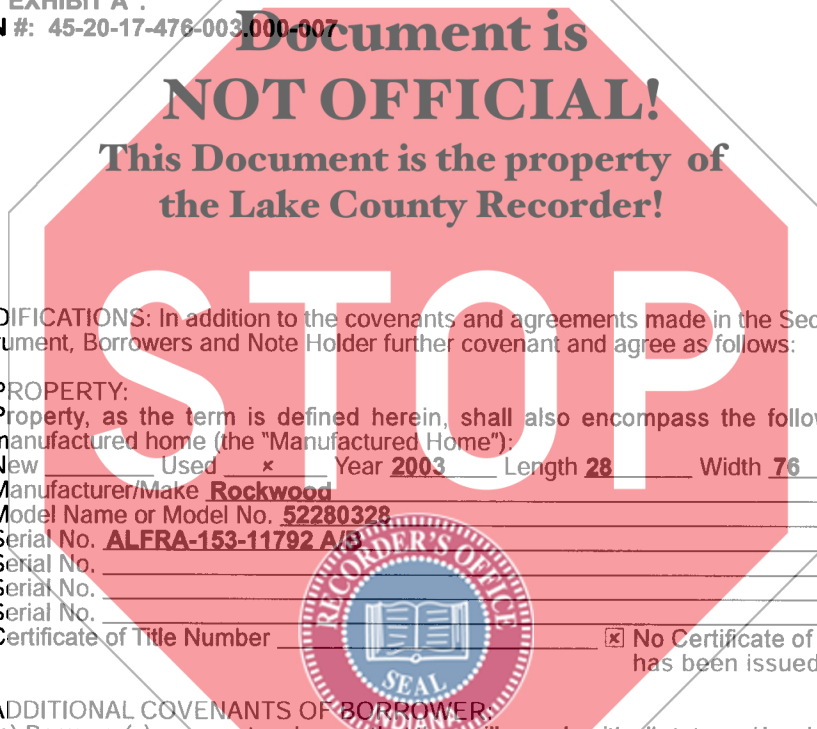 EXHIBIT A .
N #: 45-20-17-476-003.000-007
Document is
NOT OFFICIAL!
This Document is the property of
the Lake County Recorder!
STOP
DIFICATIONS: In addition to the covenants and agreements made in the Sec
rument, Borrowers and Note Holder further covenant and agree as follows:
PROPERTY:
Property, as the term is defined herein, shall also encompass the follow
manufactured home (the "Manufactured Home"):
New Used x Year 2003 Length 28 Width 76
Manufacturer/Make Rockwood
Model Name or Model No. 52280328
Serial No. ALFRA-153-11792 A/B
Serial No.
Serial No.
Serial No.
Certificate of Title Number x No Certificate of
has been issued
RECORDER'S OFFICE
SEAL
INDIANA
ADDITIONAL COVENANTS OF BORROWER: